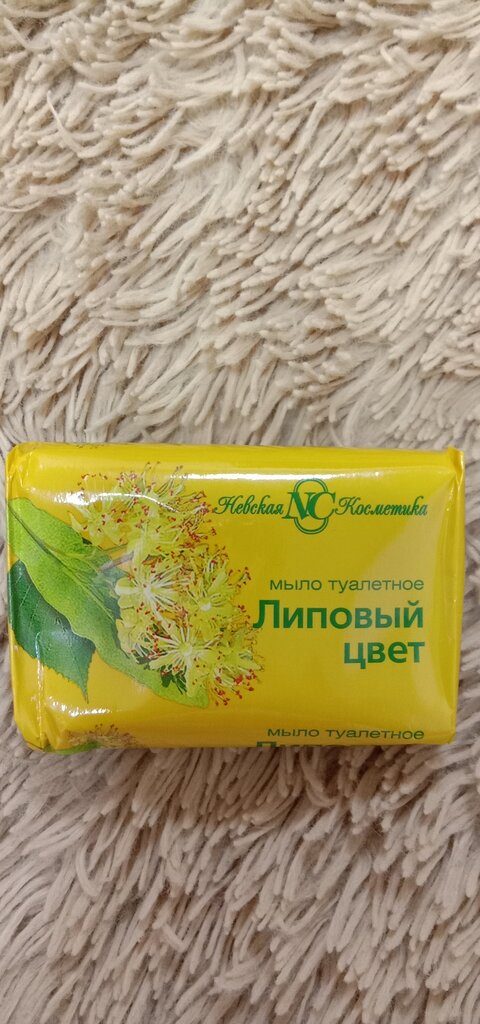 Невская NC Косметика
мыло туалетное
Липовый
цвет
мыло туалетное